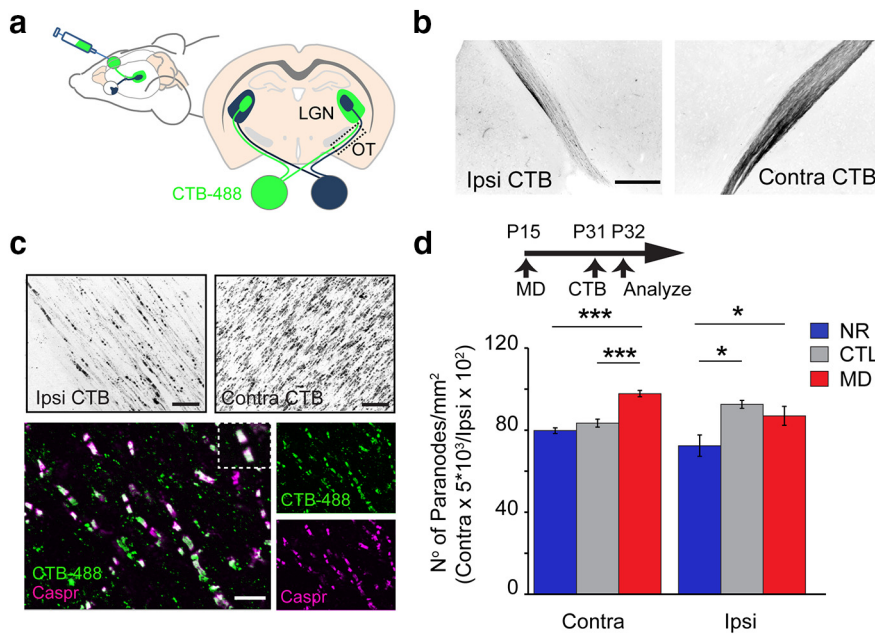 a
LGN
OT
CTB-488
b
Ipsi CTB
Contra CTB
c
Ipsi CTB
Contra CTB
CTB-488
Caspr
CTB-488
Caspr
d
P15 P31 P32
MD CTB Analyze
*** *
*** *
NR
CTL
MD
Nº of Paranodes/mm²
(Contra x 5*10³/Ipsi x 10²)
120
80
40
0
Contra Ipsi